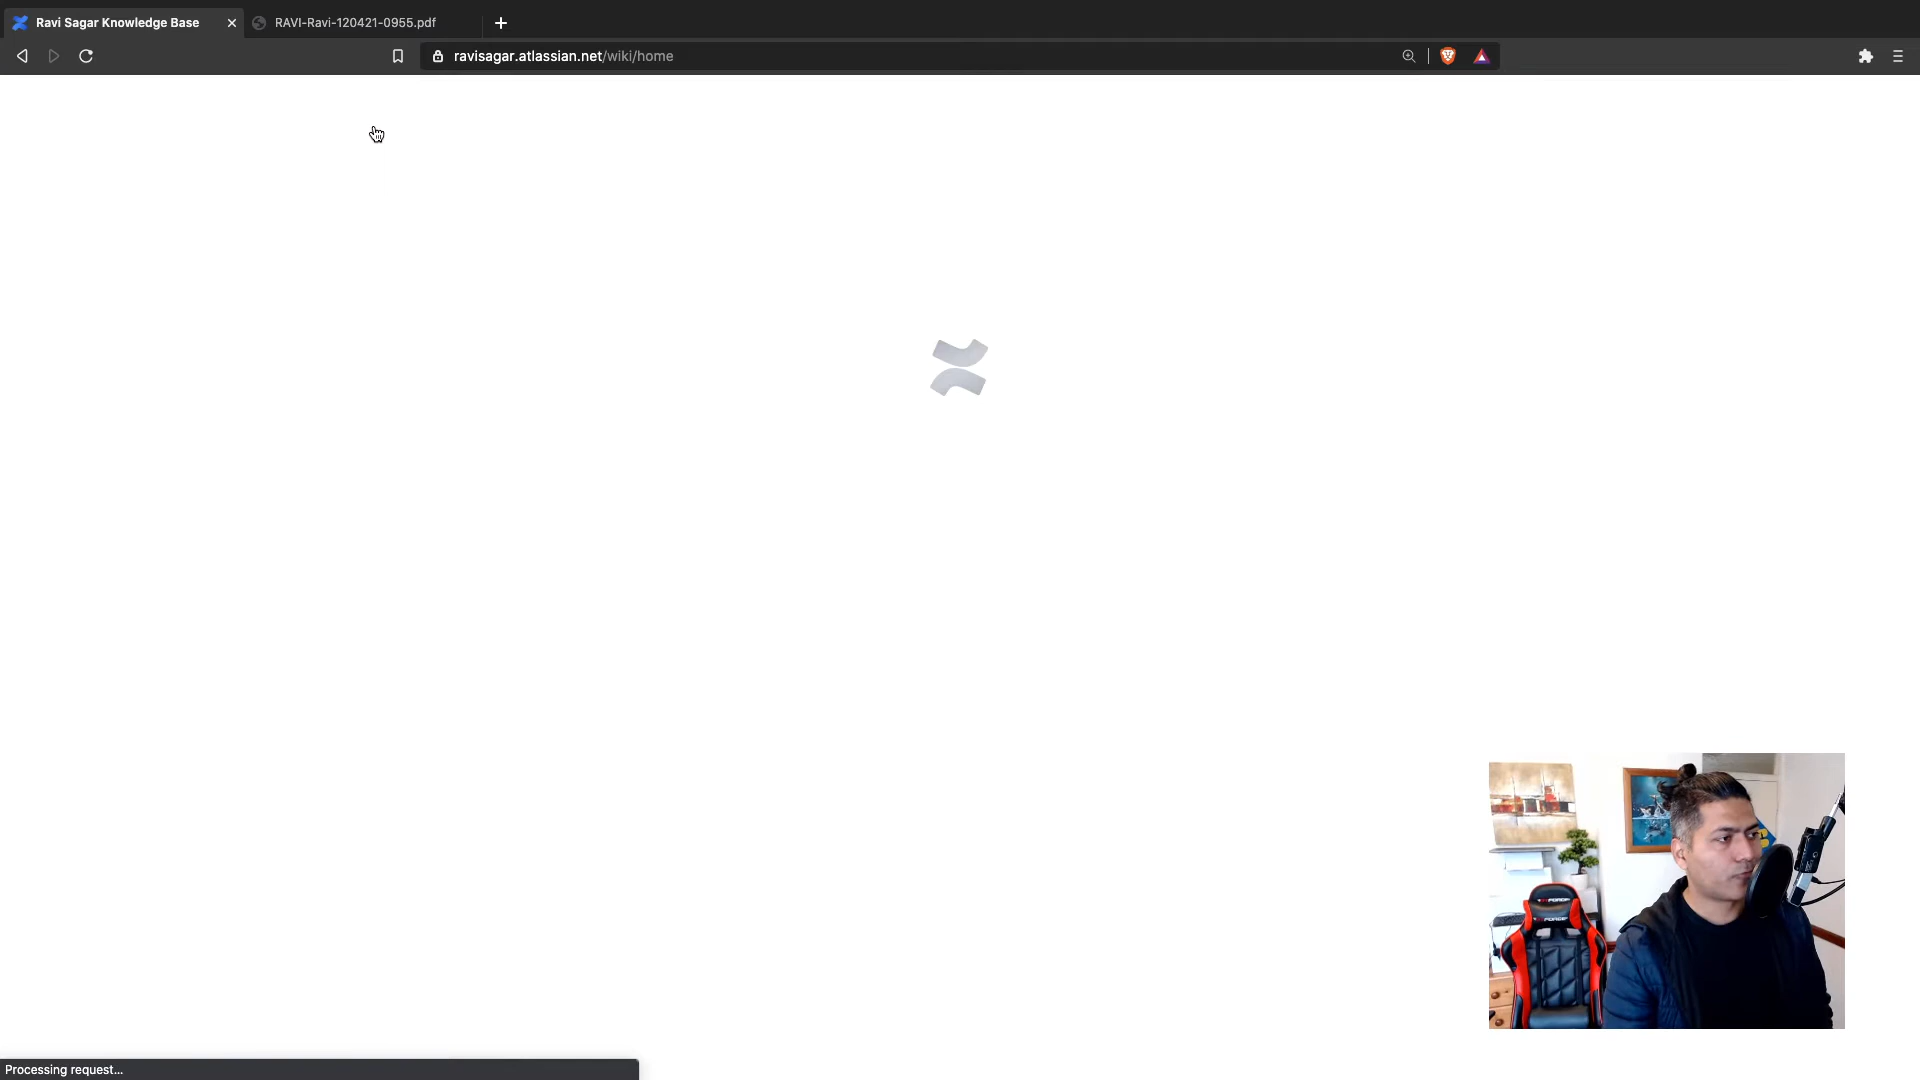 Ravi Sagar Knowledge Base
RAVI-Ravi-120421-0955.pdf
ravisagar.atlassian.net/wiki/home
Processing request...